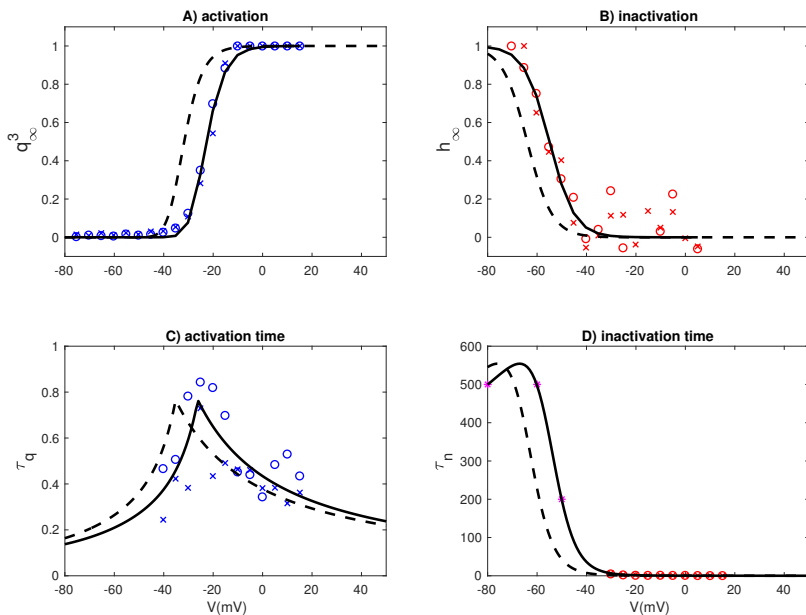 A) activation
q³∞
1
0.8
0.6
0.4
0.2
0
-80 -60 -40 -20 0 20 40
B) inactivation
h∞
1
0.8
0.6
0.4
0.2
0
-80 -60 -40 -20 0 20 40
C) activation time
τq
1
0.8
0.6
0.4
0.2
0
-80 -60 -40 -20 0 20 40
V(mV)
D) inactivation time
τn
600
500
400
300
200
100
0
-80 -60 -40 -20 0 20 40
V(mV)